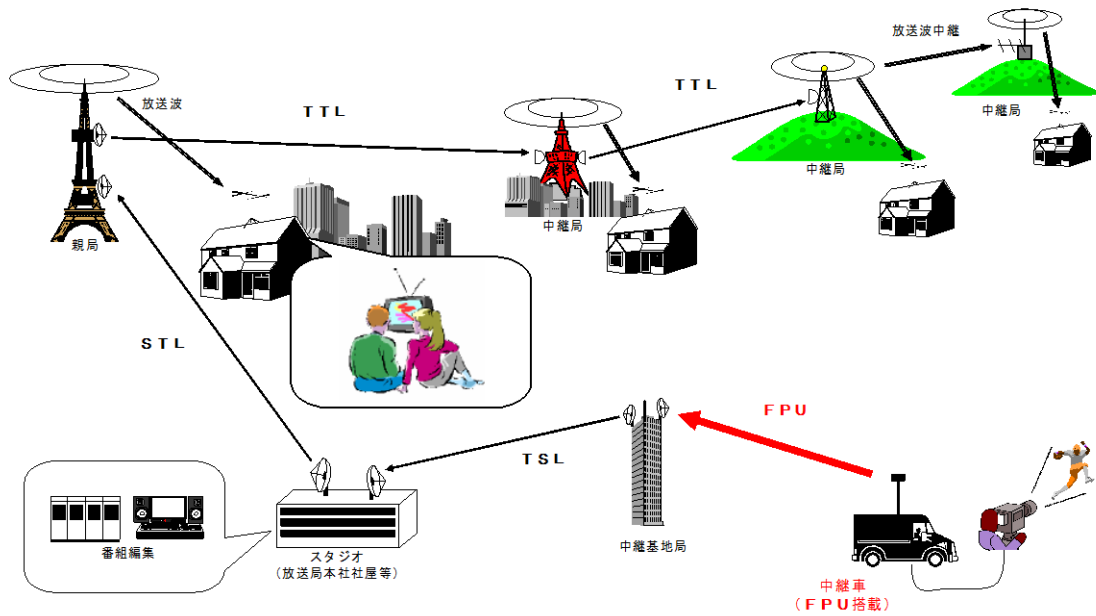 放送波中継
中継局
放送波
ＴＴＬ
ＴＴＬ
中継局
中継局
親局
ＳＴＬ
ＦＰＵ
ＴＳＬ
番組編集
スタジオ
（放送局本社社屋等）
中継基地局
中継車
（ＦＰＵ搭載）